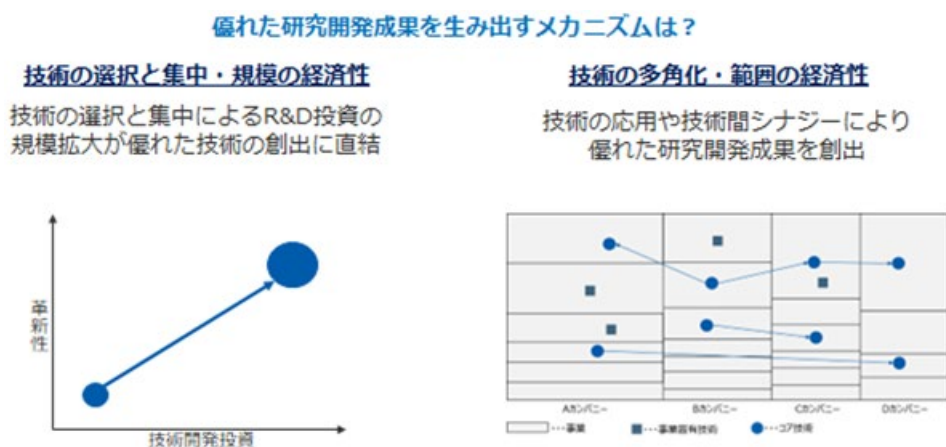 優れた研究開発成果を生み出すメカニズムは？
技術の選択と集中・規模の経済性
技術の選択と集中によるR&D投資の
規模拡大が優れた技術の創出に直結
革新性
技術開発投資
技術の多角化・範囲の経済性
技術の応用や技術間シナジーにより
優れた研究開発成果を創出
Aカンパニー
Bカンパニー
Cカンパニー
Dカンパニー
…事業
…事業固有技術
…コア技術